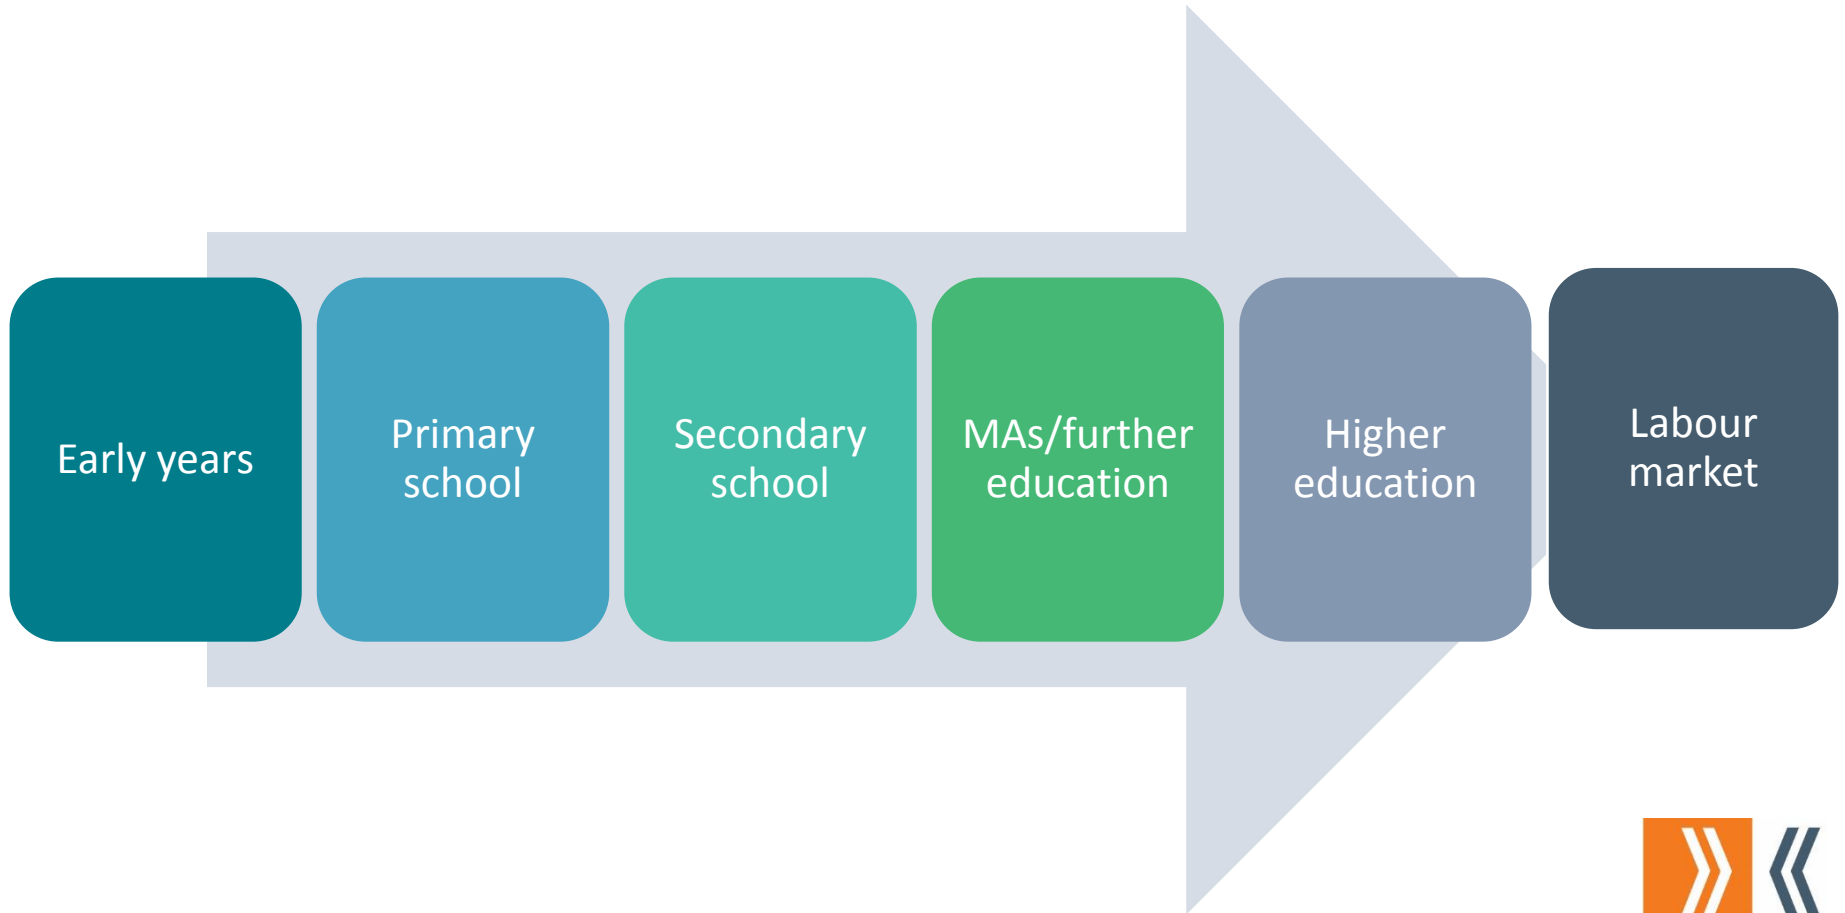 Early years
Primary
school
Secondary
school
MAs/further
education
Higher
education
Labour
market